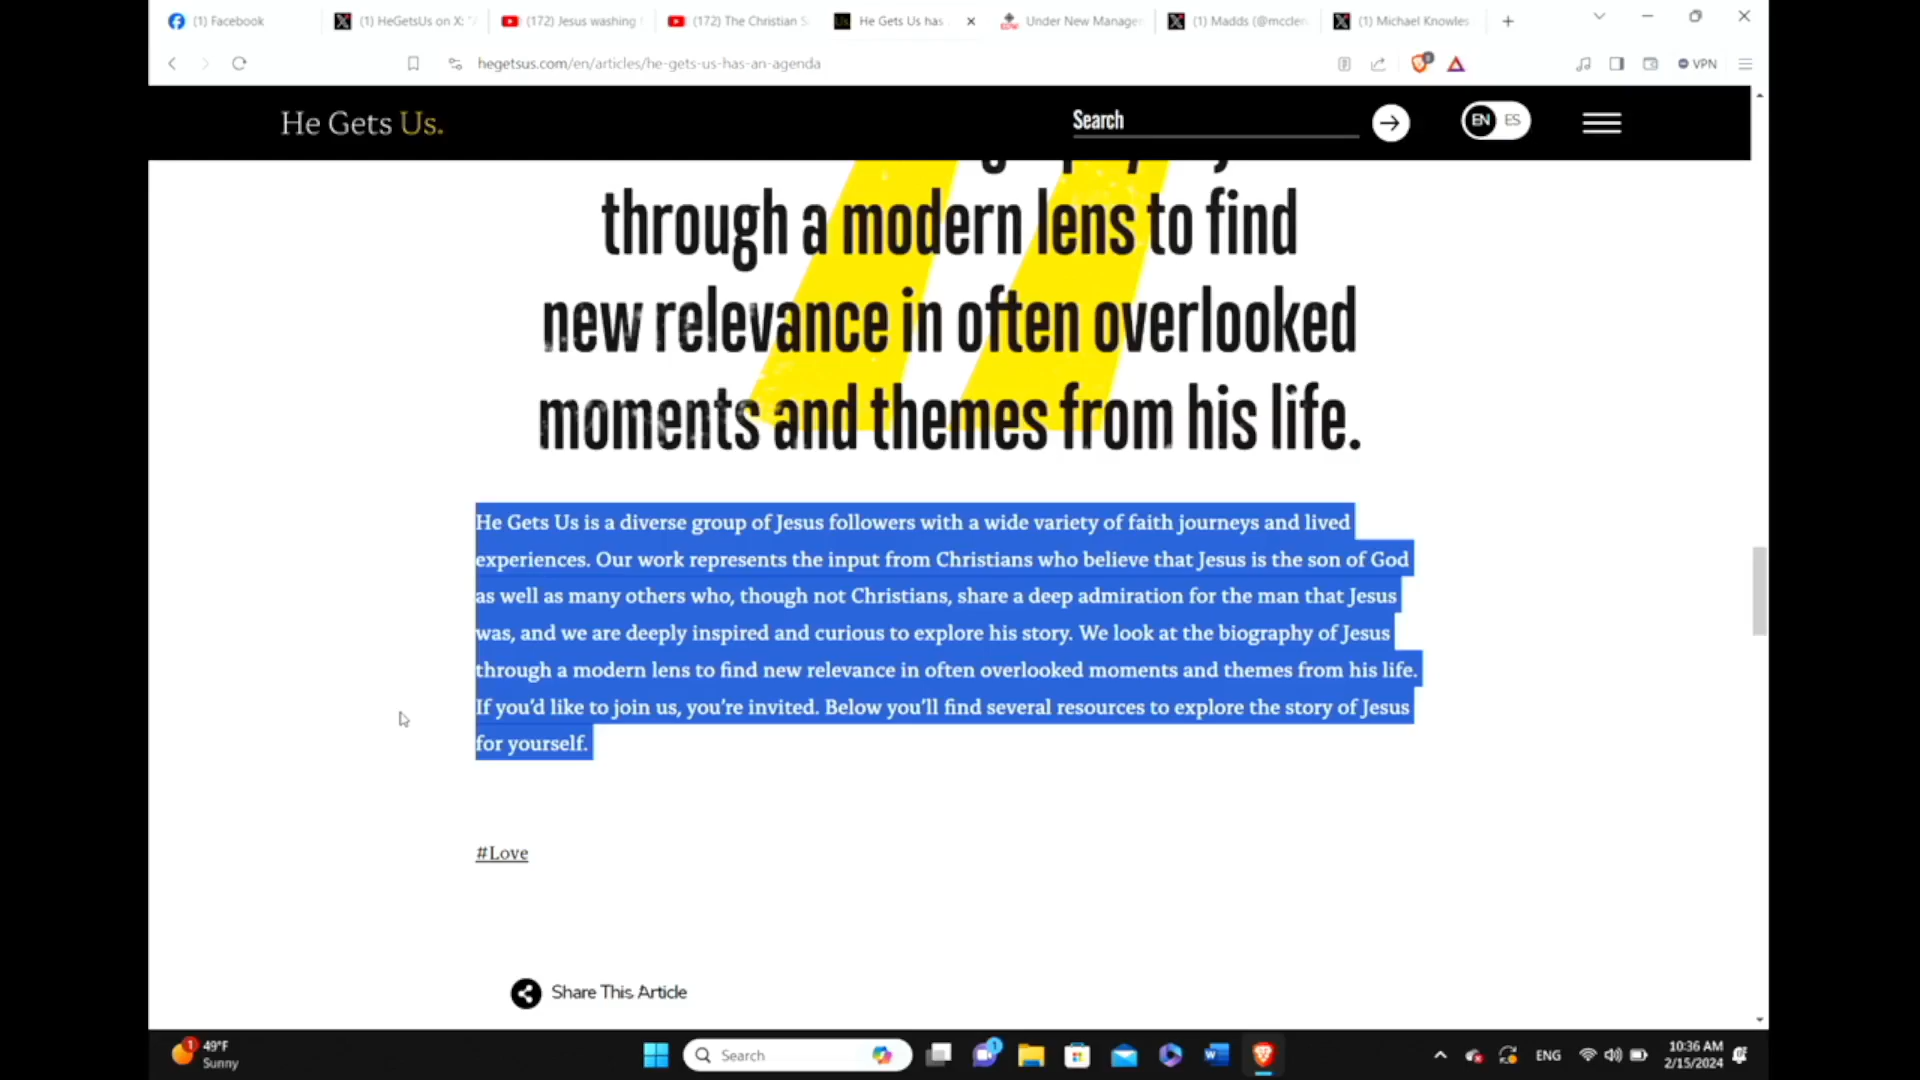 (1) Facebook
(1) HeGetsUs on X: "
(172) Jesus washing
(172) The Christian S
He Gets Us has
Under New Manage
(1) Madds (@mccler
(1) Michael Knowles
hegetsus.com/en/articles/he-gets-us-has-an-agenda
VPN
He Gets Us.
Search
EN ES
through a modern lens to find
new relevance in often overlooked
moments and themes from his life.
He Gets Us is a diverse group of Jesus followers with a wide variety of faith journeys and lived
experiences. Our work represents the input from Christians who believe that Jesus is the son of God
as well as many others who, though not Christians, share a deep admiration for the man that Jesus
was, and we are deeply inspired and curious to explore his story. We look at the biography of Jesus
through a modern lens to find new relevance in often overlooked moments and themes from his life.
If you'd like to join us, you're invited. Below you'll find several resources to explore the story of Jesus
for yourself.
#Love
Share This Article
1
49°F
Sunny
Search
1
ENG
10:36 AM
2/15/2024